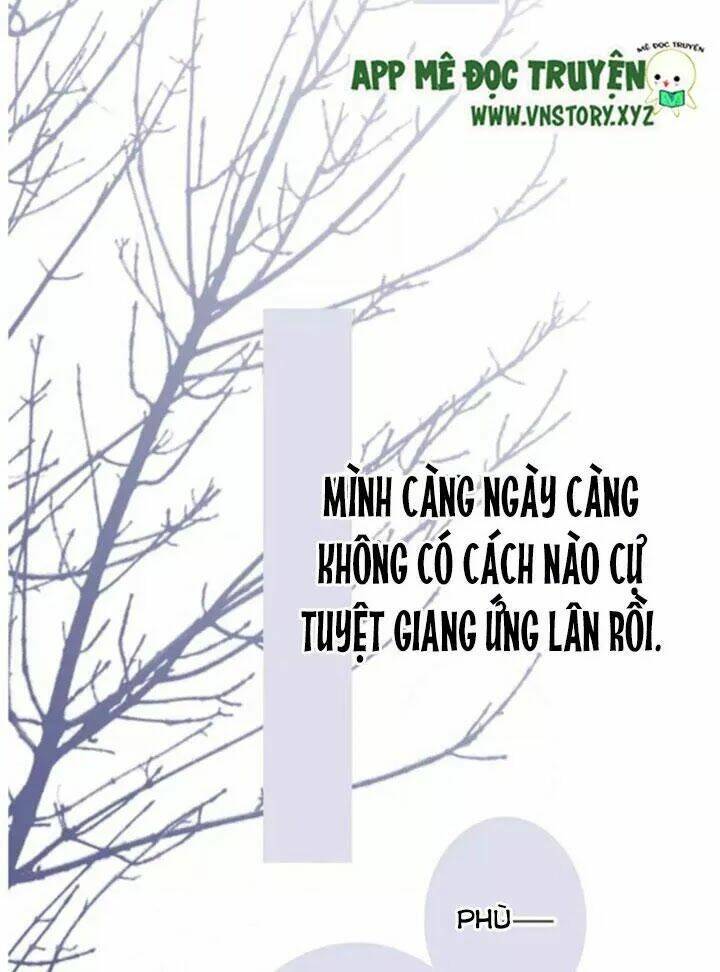 MÊ ĐỌC TRUYỆN
APP MÊ ĐỌC TRUYỆN
WWW.VNSTORY.XYZ
MÌNH CÀNG NGÀY CÀNG
KHÔNG CÓ CÁCH NÀO CỰ
TUYỆT GIANG ỨNG LÂN RỒI.
PHÙ—